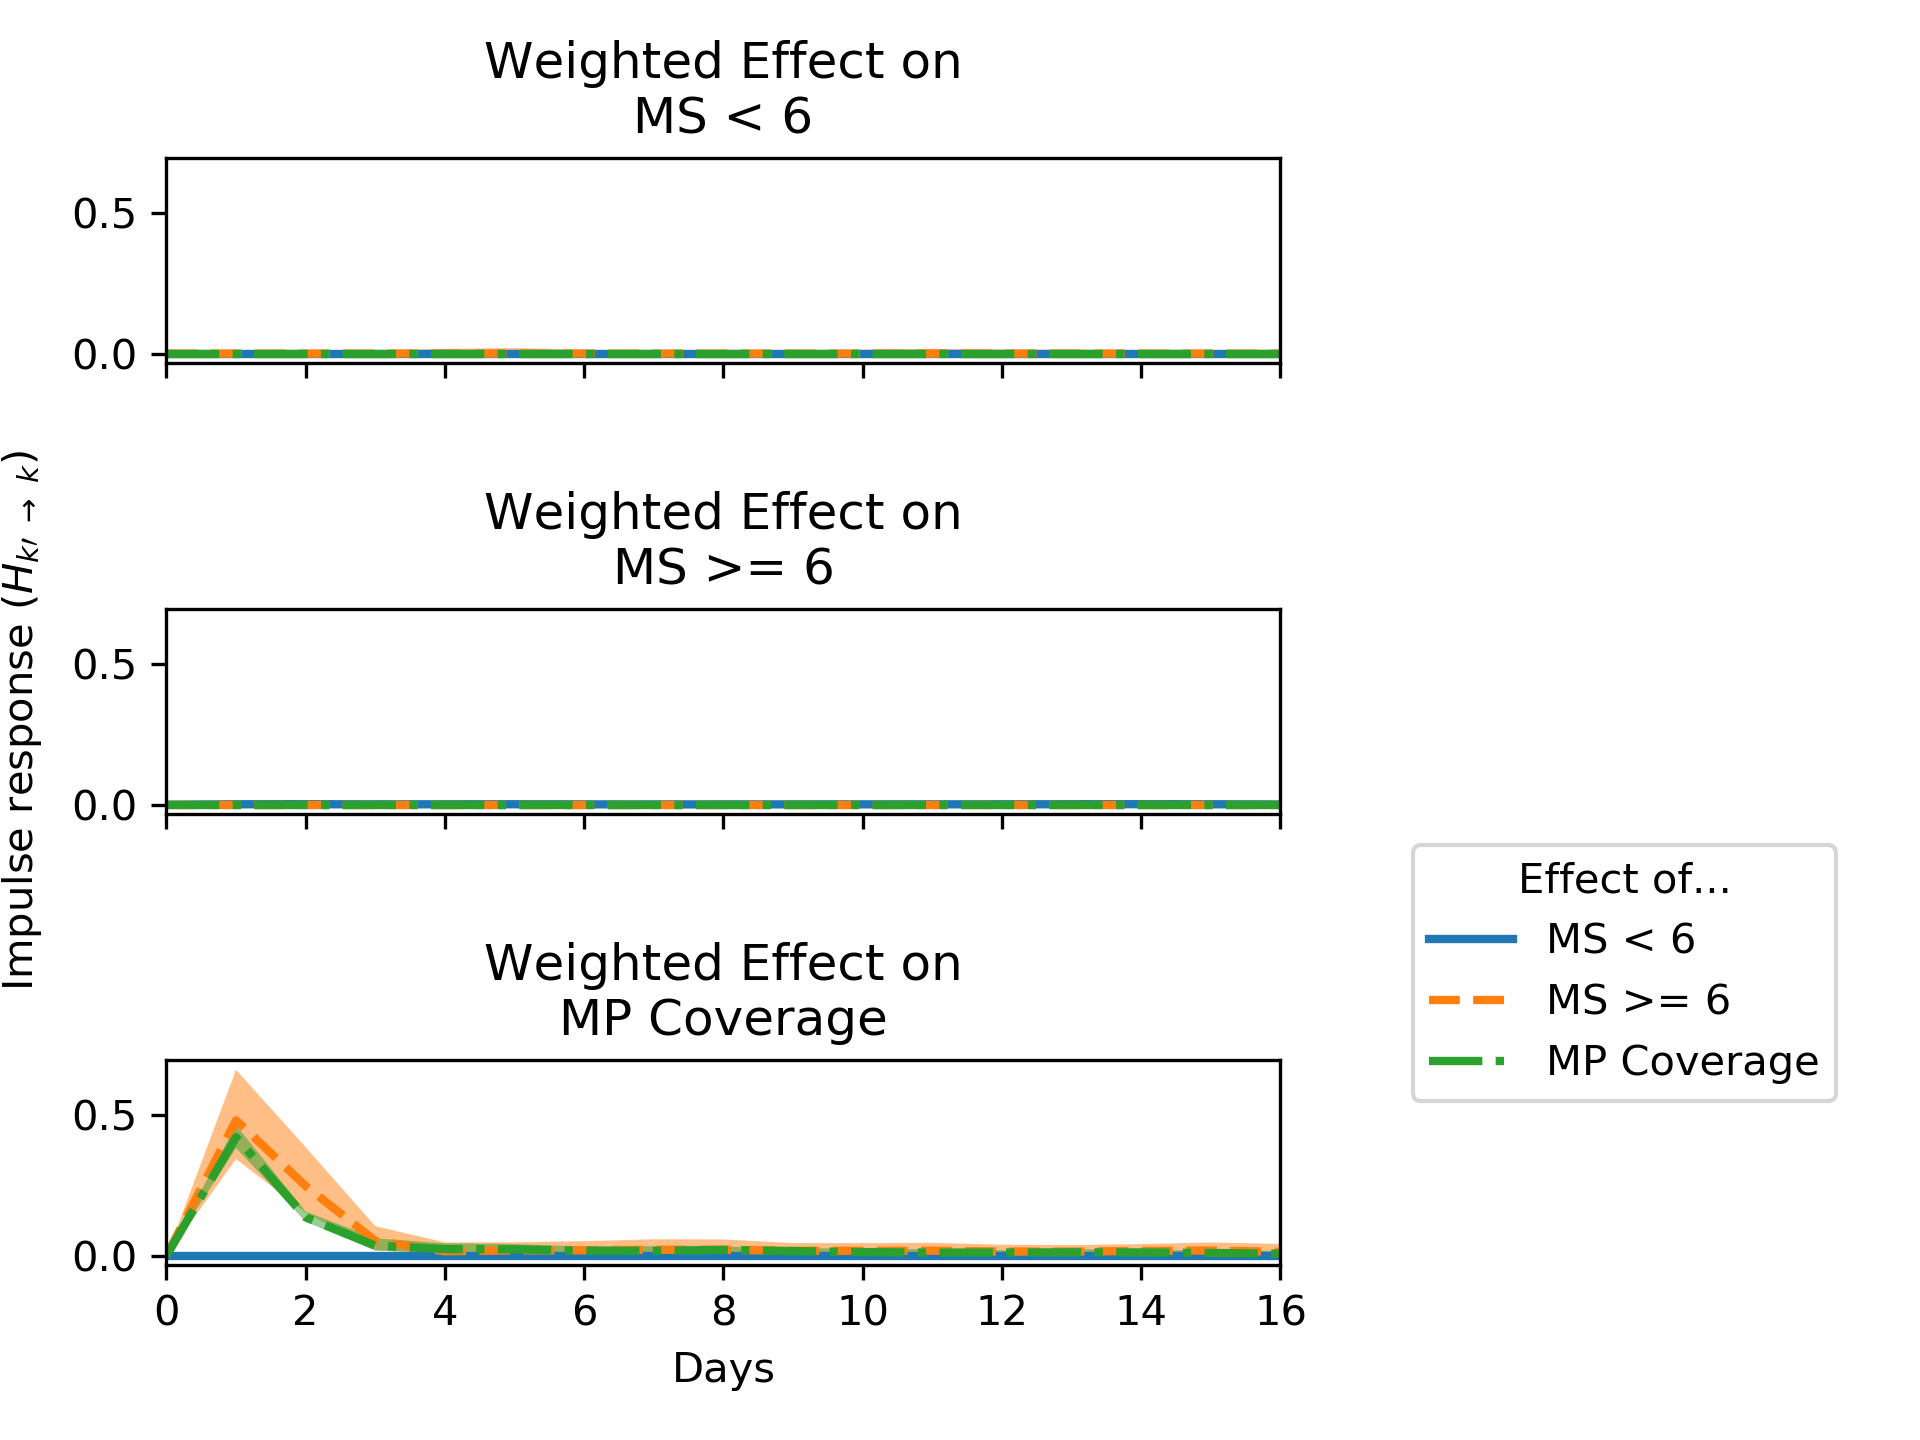 Weighted Effect on
MS < 6
0.5
0.0
Impulse response (H_{k′ → k})
Weighted Effect on
MS >= 6
0.5
0.0
Weighted Effect on
MP Coverage
0.5
0.0
0 2 4 6 8 10 12 14 16
Days
Effect of...
MS < 6
MS >= 6
MP Coverage